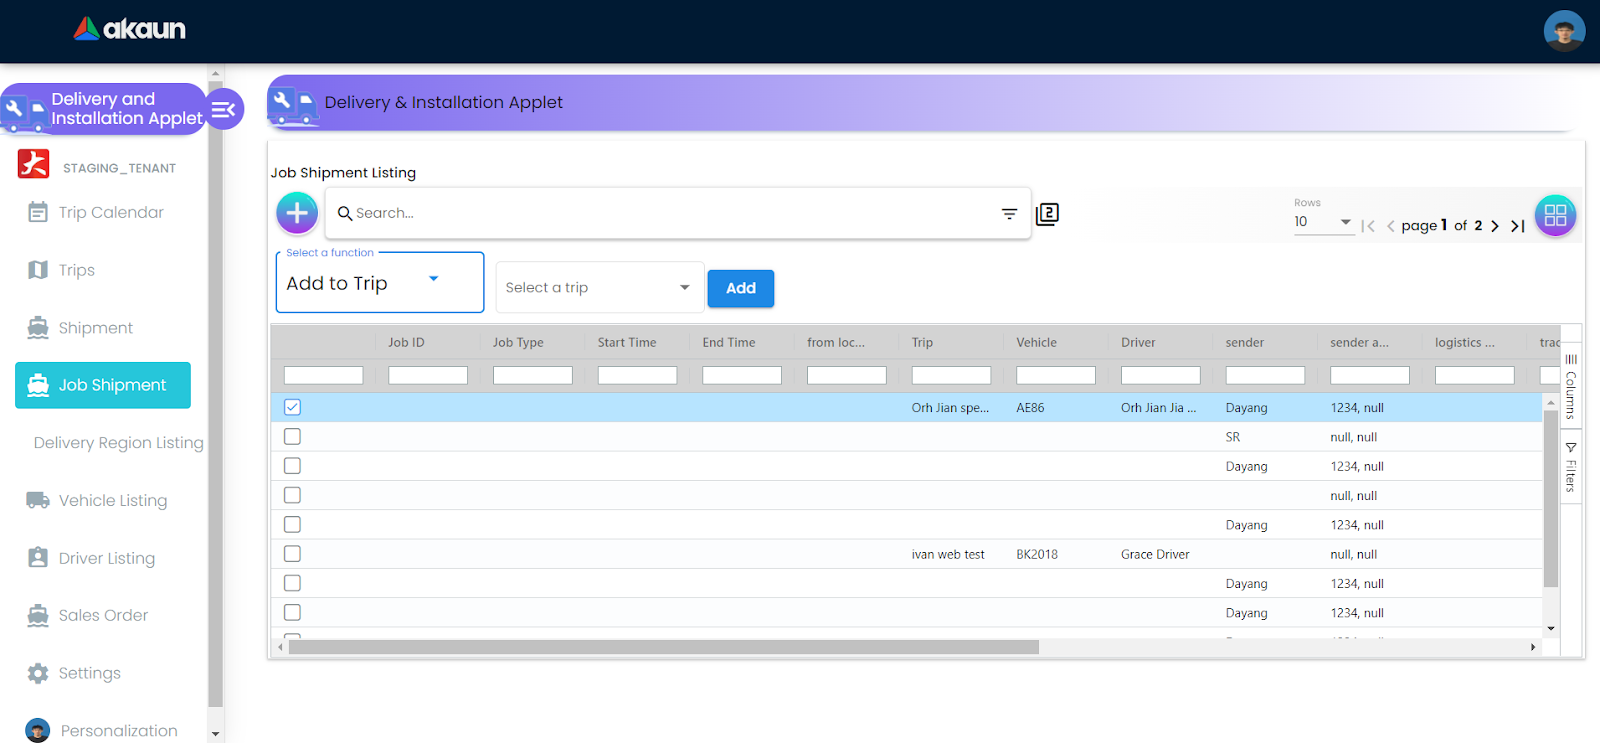 akaun
Delivery and
Installation Applet
Delivery & Installation Applet
STAGING_TENANT
Trip Calendar
Trips
Shipment
Job Shipment
Delivery Region Listing
Vehicle Listing
Driver Listing
Sales Order
Settings
Personalization
Job Shipment Listing
Search...
2
Rows
10
page 1 of 2
Select a function
Add to Trip
Select a trip
Add
Job ID Job Type Start Time End Time from loc... Trip Vehicle Driver sender sender a... logistics ... trac
Orh Jian spe... AE86 Orh Jian Jia ... Dayang 1234, null
SR null, null
Dayang 1234, null
null, null
Dayang 1234, null
ivan web test BK2018 Grace Driver null, null
Dayang 1234, null
Dayang 1234, null
Columns
Filters